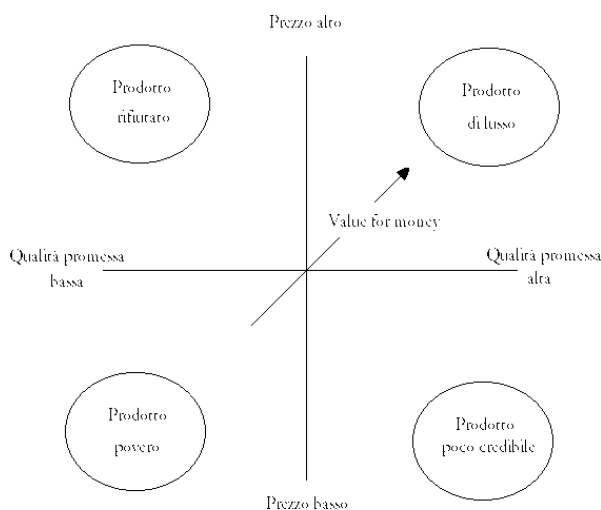 Prezzo alto
Prodotto
rifiutato
Prodotto
di lusso
Value for money
Qualità promessa
bassa
Qualità promessa
alta
Prodotto
povero
Prodotto
poco credibile
Prezzo basso